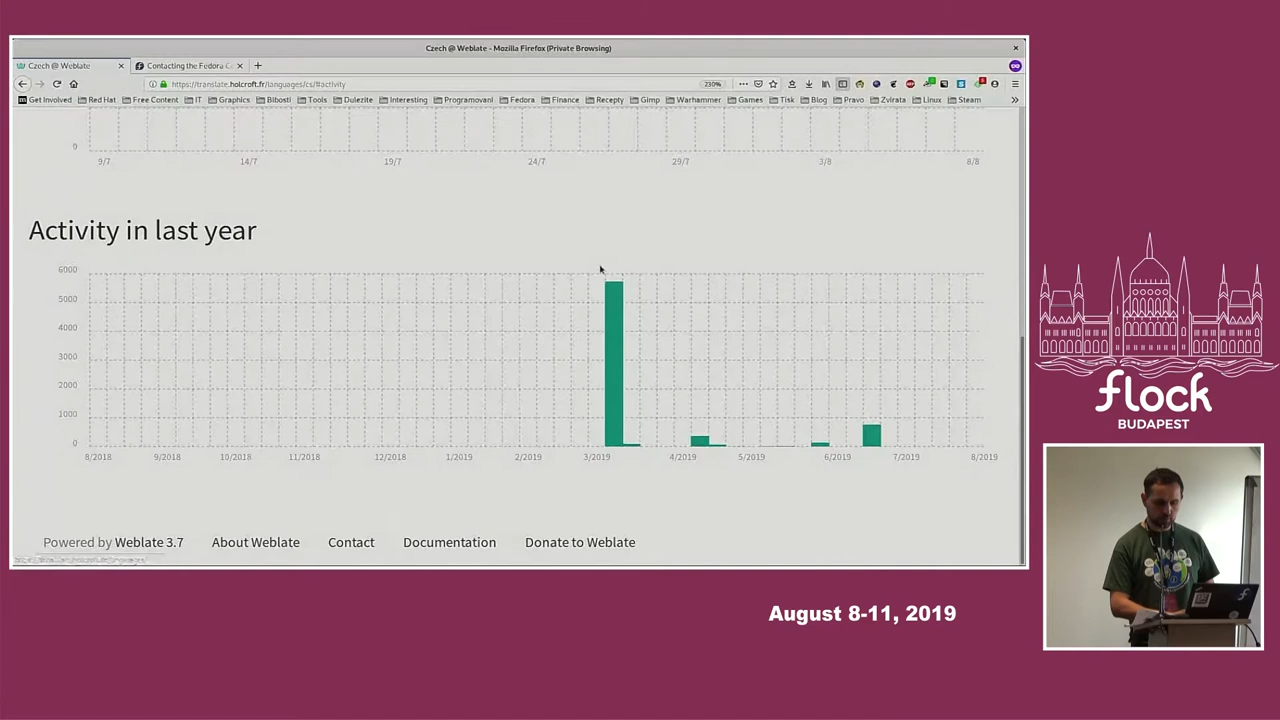 Czech @ Weblate - Mozilla Firefox (Private Browsing)
Czech @ Weblate
Contacting the Fedora C
https://translate.holcroft.fr/languages/cs/#activity
230%
Get Involved Red Hat Free Content IT Graphics Bibosti Tools Dulezite Interesting Programovani Fedora Finance Recepty Gimp Warhammer Games Tisk Blog Pravo Zvirata Linux Steam
0
9/7 14/7 19/7 24/7 29/7 3/8 8/8
Activity in last year
6000
5000
4000
3000
2000
1000
0
8/2018 9/2018 10/2018 11/2018 12/2018 1/2019 2/2019 3/2019 4/2019 5/2019 6/2019 7/2019 8/2019
Powered by Weblate 3.7 About Weblate Contact Documentation Donate to Weblate
flock
BUDAPEST
August 8-11, 2019